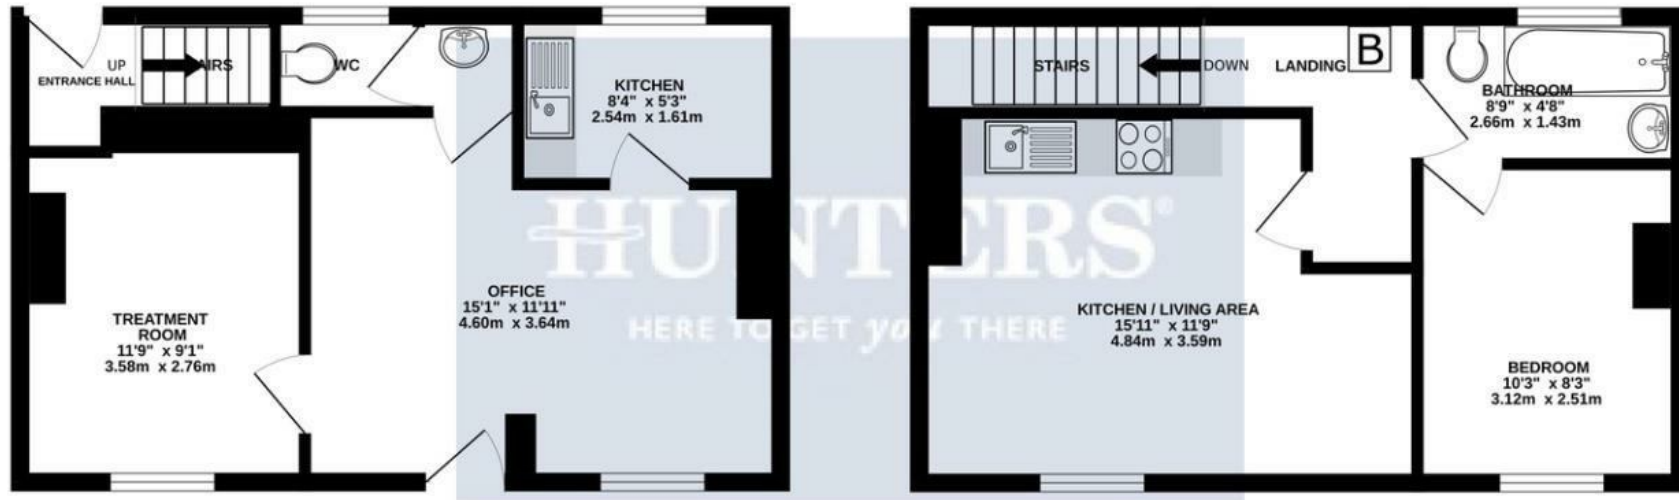 UP
ENTRANCE HALL
AIRS
WC
KITCHEN
8'4" x 5'3"
2.54m x 1.61m
TREATMENT
ROOM
11'9" x 9'1"
3.58m x 2.76m
OFFICE
15'1" x 11'11"
4.60m x 3.64m
STAIRS
DOWN
LANDING
B
BATHROOM
8'9" x 4'8"
2.66m x 1.43m
KITCHEN / LIVING AREA
15'11" x 11'9"
4.84m x 3.59m
BEDROOM
10'3" x 8'3"
3.12m x 2.51m
HUNTERS®
HERE TO GET you THERE